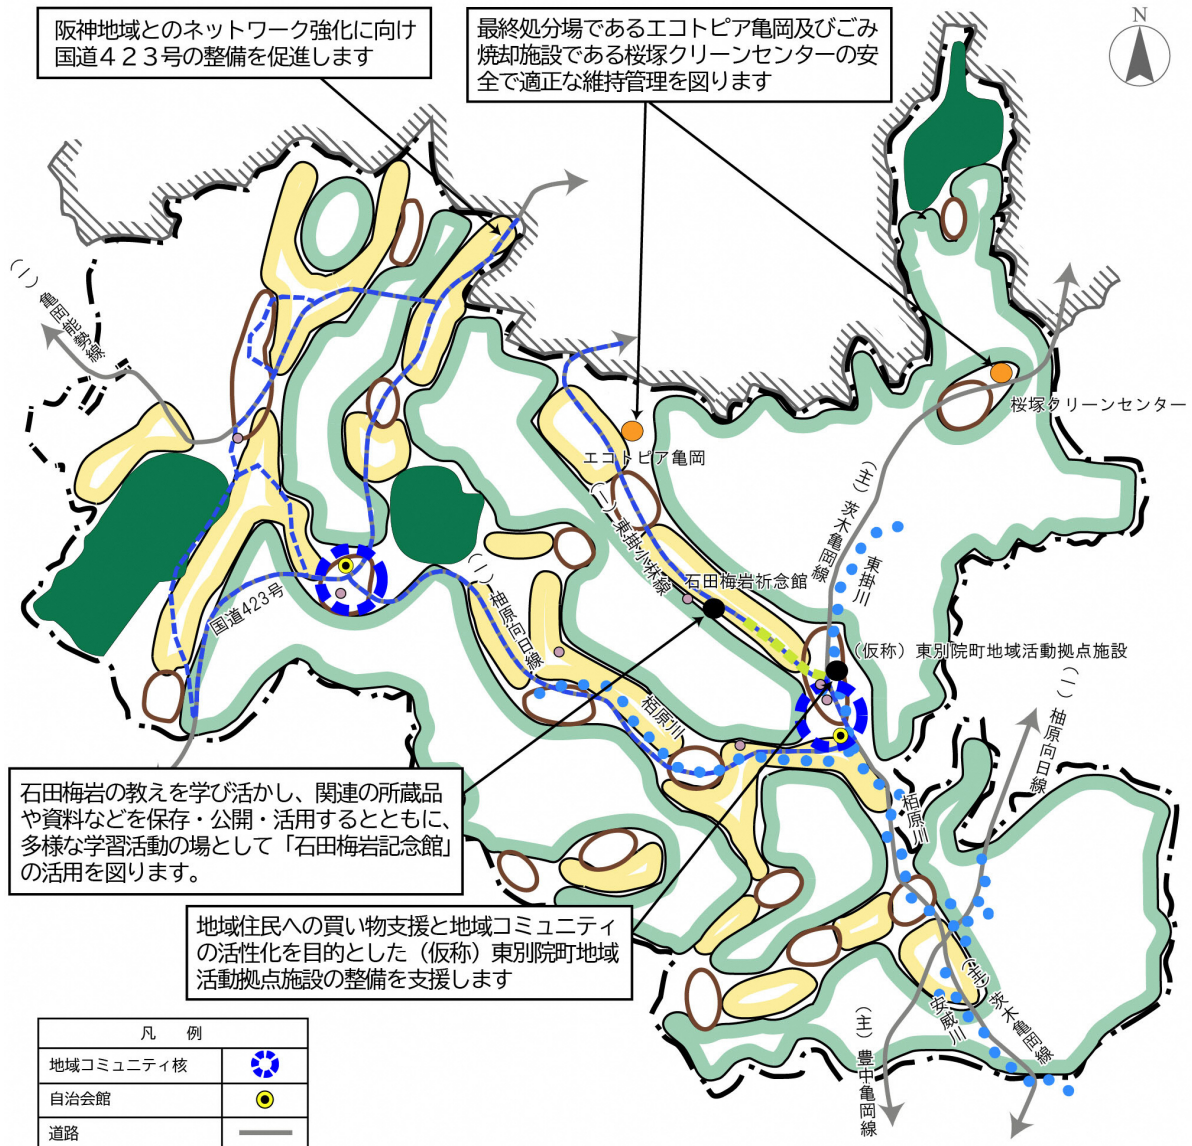 阪神地域とのネットワーク強化に向け
国道４２３号の整備を促進します
最終処分場であるエコトピア亀岡及びごみ
焼却施設である桜塚クリーンセンターの安
全で適正な維持管理を図ります
N
(一)亀岡能勢線
桜塚クリーンセンター
エコトピア亀岡
(主)茨木亀岡線
東掛川
(一)東掛小林線
石田梅岩祈念館
国道423号
(一)柚原向日線
（仮称）東別院町地域活動拠点施設
(一)柚原向日線
栢原川
栢原川
石田梅岩の教えを学び活かし、関連の所蔵品
や資料などを保存・公開・活用するとともに、
多様な学習活動の場として「石田梅岩記念館」
の活用を図ります。
地域住民への買い物支援と地域コミュニティ
の活性化を目的とした（仮称）東別院町地域
活動拠点施設の整備を支援します
安威川
(主)茨木亀岡線
(主)豊中亀岡線
凡　例
地域コミュニティ核
自治会館
道路